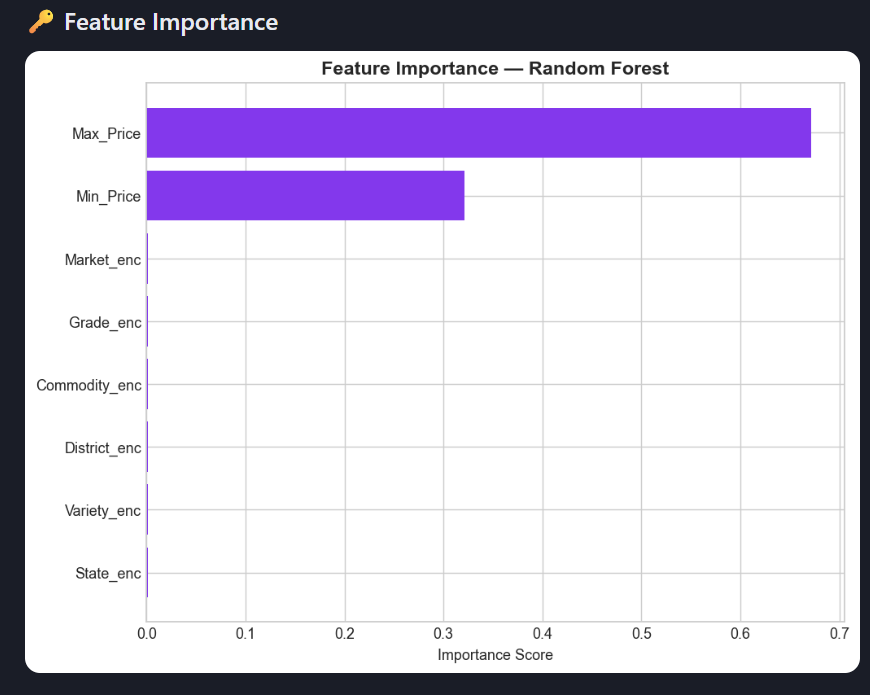 🔑 Feature Importance
Feature Importance — Random Forest
Max_Price
Min_Price
Market_enc
Grade_enc
Commodity_enc
District_enc
Variety_enc
State_enc
0.0 0.1 0.2 0.3 0.4 0.5 0.6 0.7
Importance Score